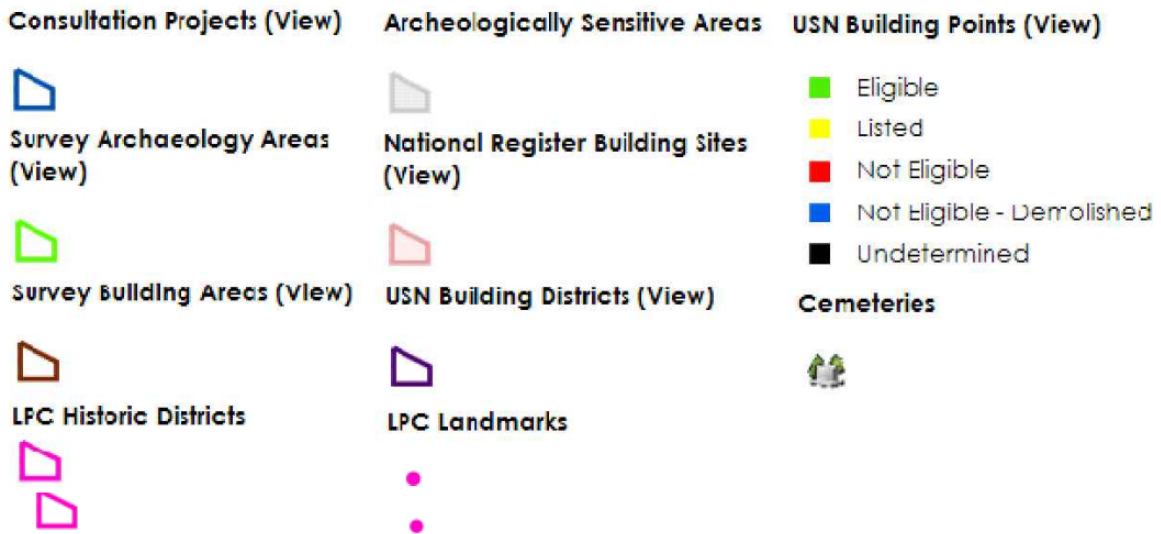 Consultation Projects (View)
Survey Archaeology Areas
(View)
Survey Building Areas (View)
LPC Historic Districts
Archeologically Sensitive Areas
National Register Building Sites
(View)
USN Building Districts (View)
LPC Landmarks
USN Building Points (View)
Eligible
Listed
Not Eligible
Not Eligible - Demolished
Undetermined
Cemeteries